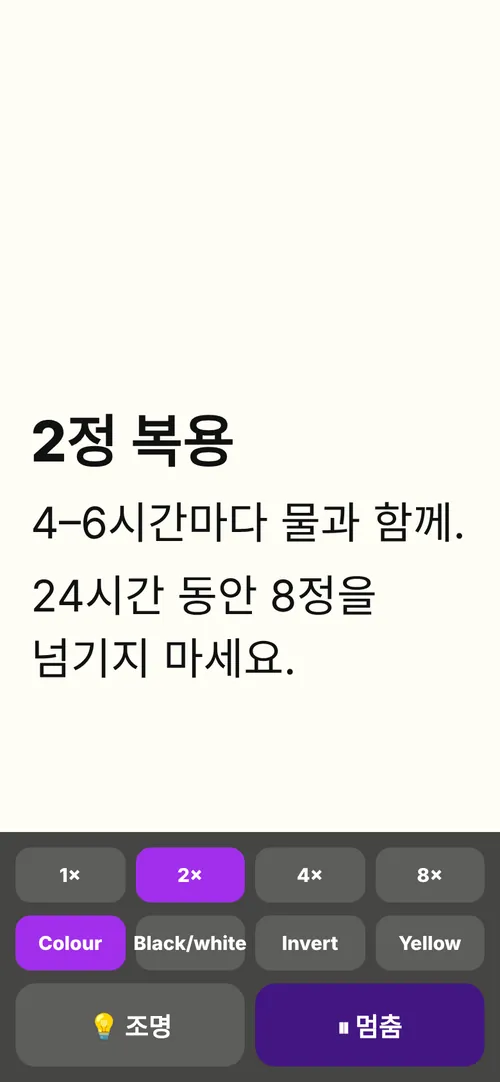 2정 복용
4–6시간마다 물과 함께.
24시간 동안 8정을
넘기지 마세요.
1×
2×
4×
8×
Colour
Black/white
Invert
Yellow
💡 조명
⏸ 멈춤